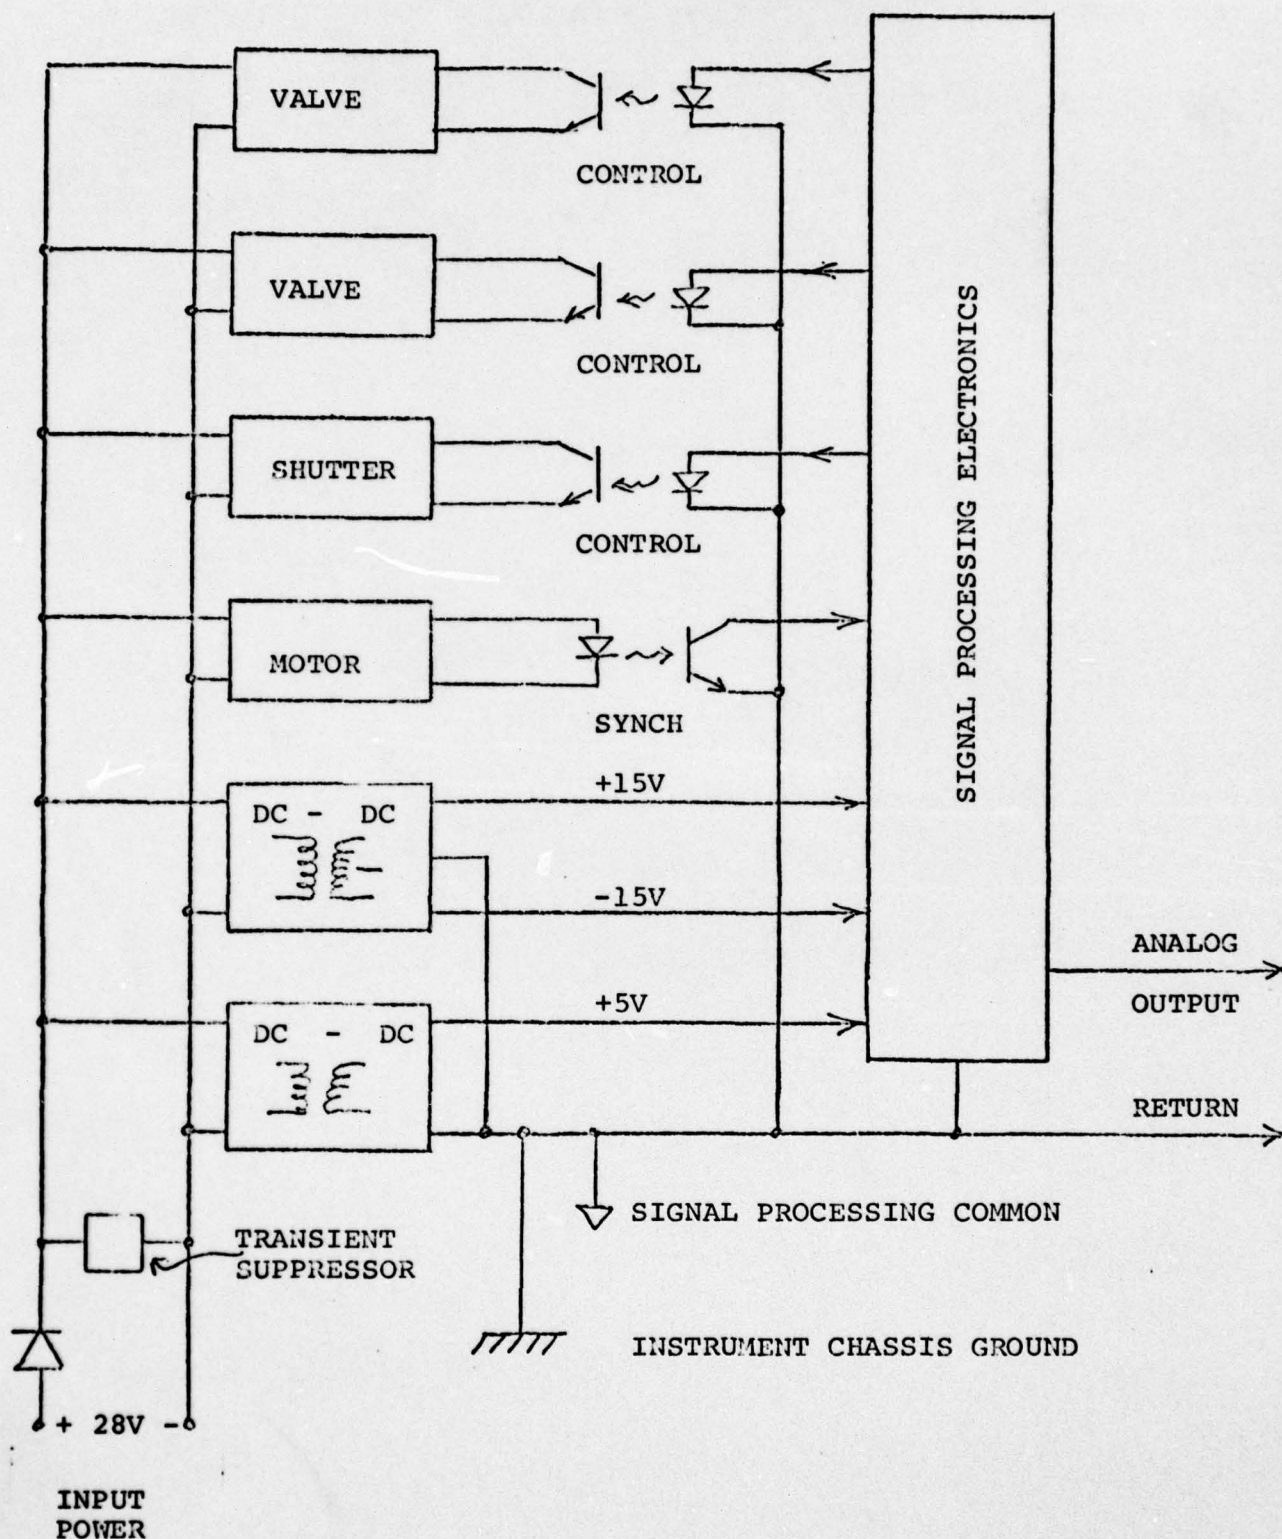 VALVE
CONTROL
VALVE
CONTROL
SHUTTER
CONTROL
MOTOR
SYNCH
SIGNAL PROCESSING ELECTRONICS
DC - DC
+15V
-15V
DC - DC
+5V
ANALOG
OUTPUT
RETURN
SIGNAL PROCESSING COMMON
TRANSIENT
SUPPRESSOR
INSTRUMENT CHASSIS GROUND
+ 28V -
INPUT
POWER